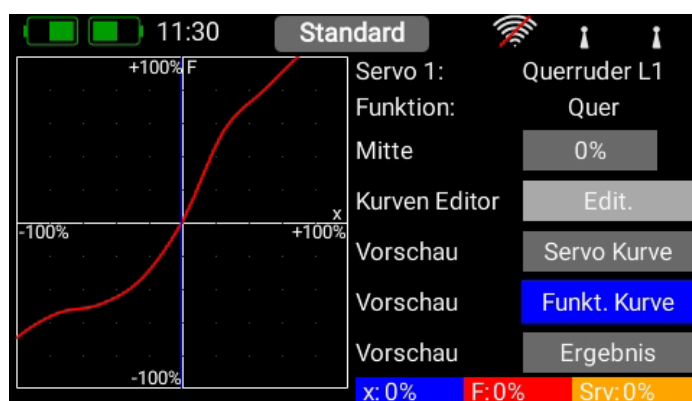 11:30 Standard
+100% F
Servo 1: Querruder L1
Funktion: Quer
Mitte 0%
Kurven Editor Edit.
x
-100% +100%
Vorschau Servo Kurve
Vorschau Funkt. Kurve
Vorschau Ergebnis
-100%
x: 0% F: 0% Srv: 0%